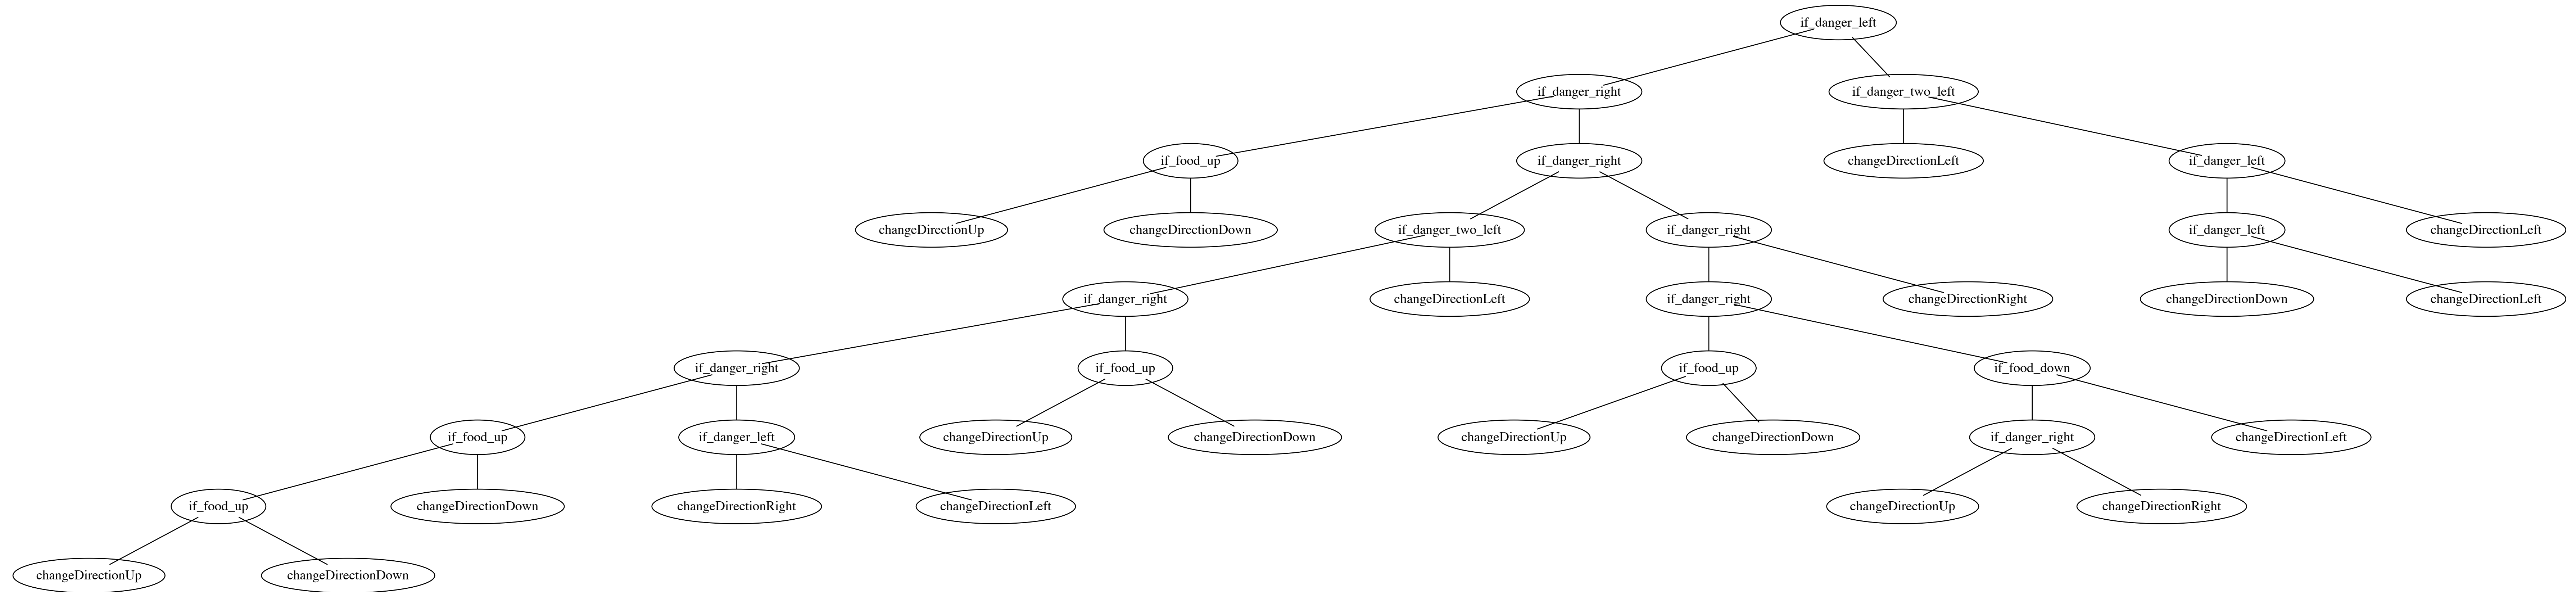 if_danger_left
if_danger_right
if_danger_two_left
if_food_up
if_danger_right
changeDirectionLeft
if_danger_left
changeDirectionUp
changeDirectionDown
if_danger_two_left
if_danger_right
if_danger_left
changeDirectionLeft
if_danger_right
changeDirectionLeft
if_danger_right
changeDirectionRight
changeDirectionDown
changeDirectionLeft
if_danger_right
if_food_up
if_food_up
if_food_down
if_food_up
if_danger_left
changeDirectionUp
changeDirectionDown
changeDirectionUp
changeDirectionDown
if_danger_right
changeDirectionLeft
if_food_up
changeDirectionDown
changeDirectionRight
changeDirectionLeft
changeDirectionUp
changeDirectionRight
changeDirectionUp
changeDirectionDown